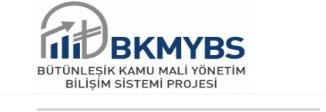 BKMYBS
BÜTÜNLEŞİK KAMU MALİ YÖNETİM
BİLİŞİM SİSTEMİ PROJESİ